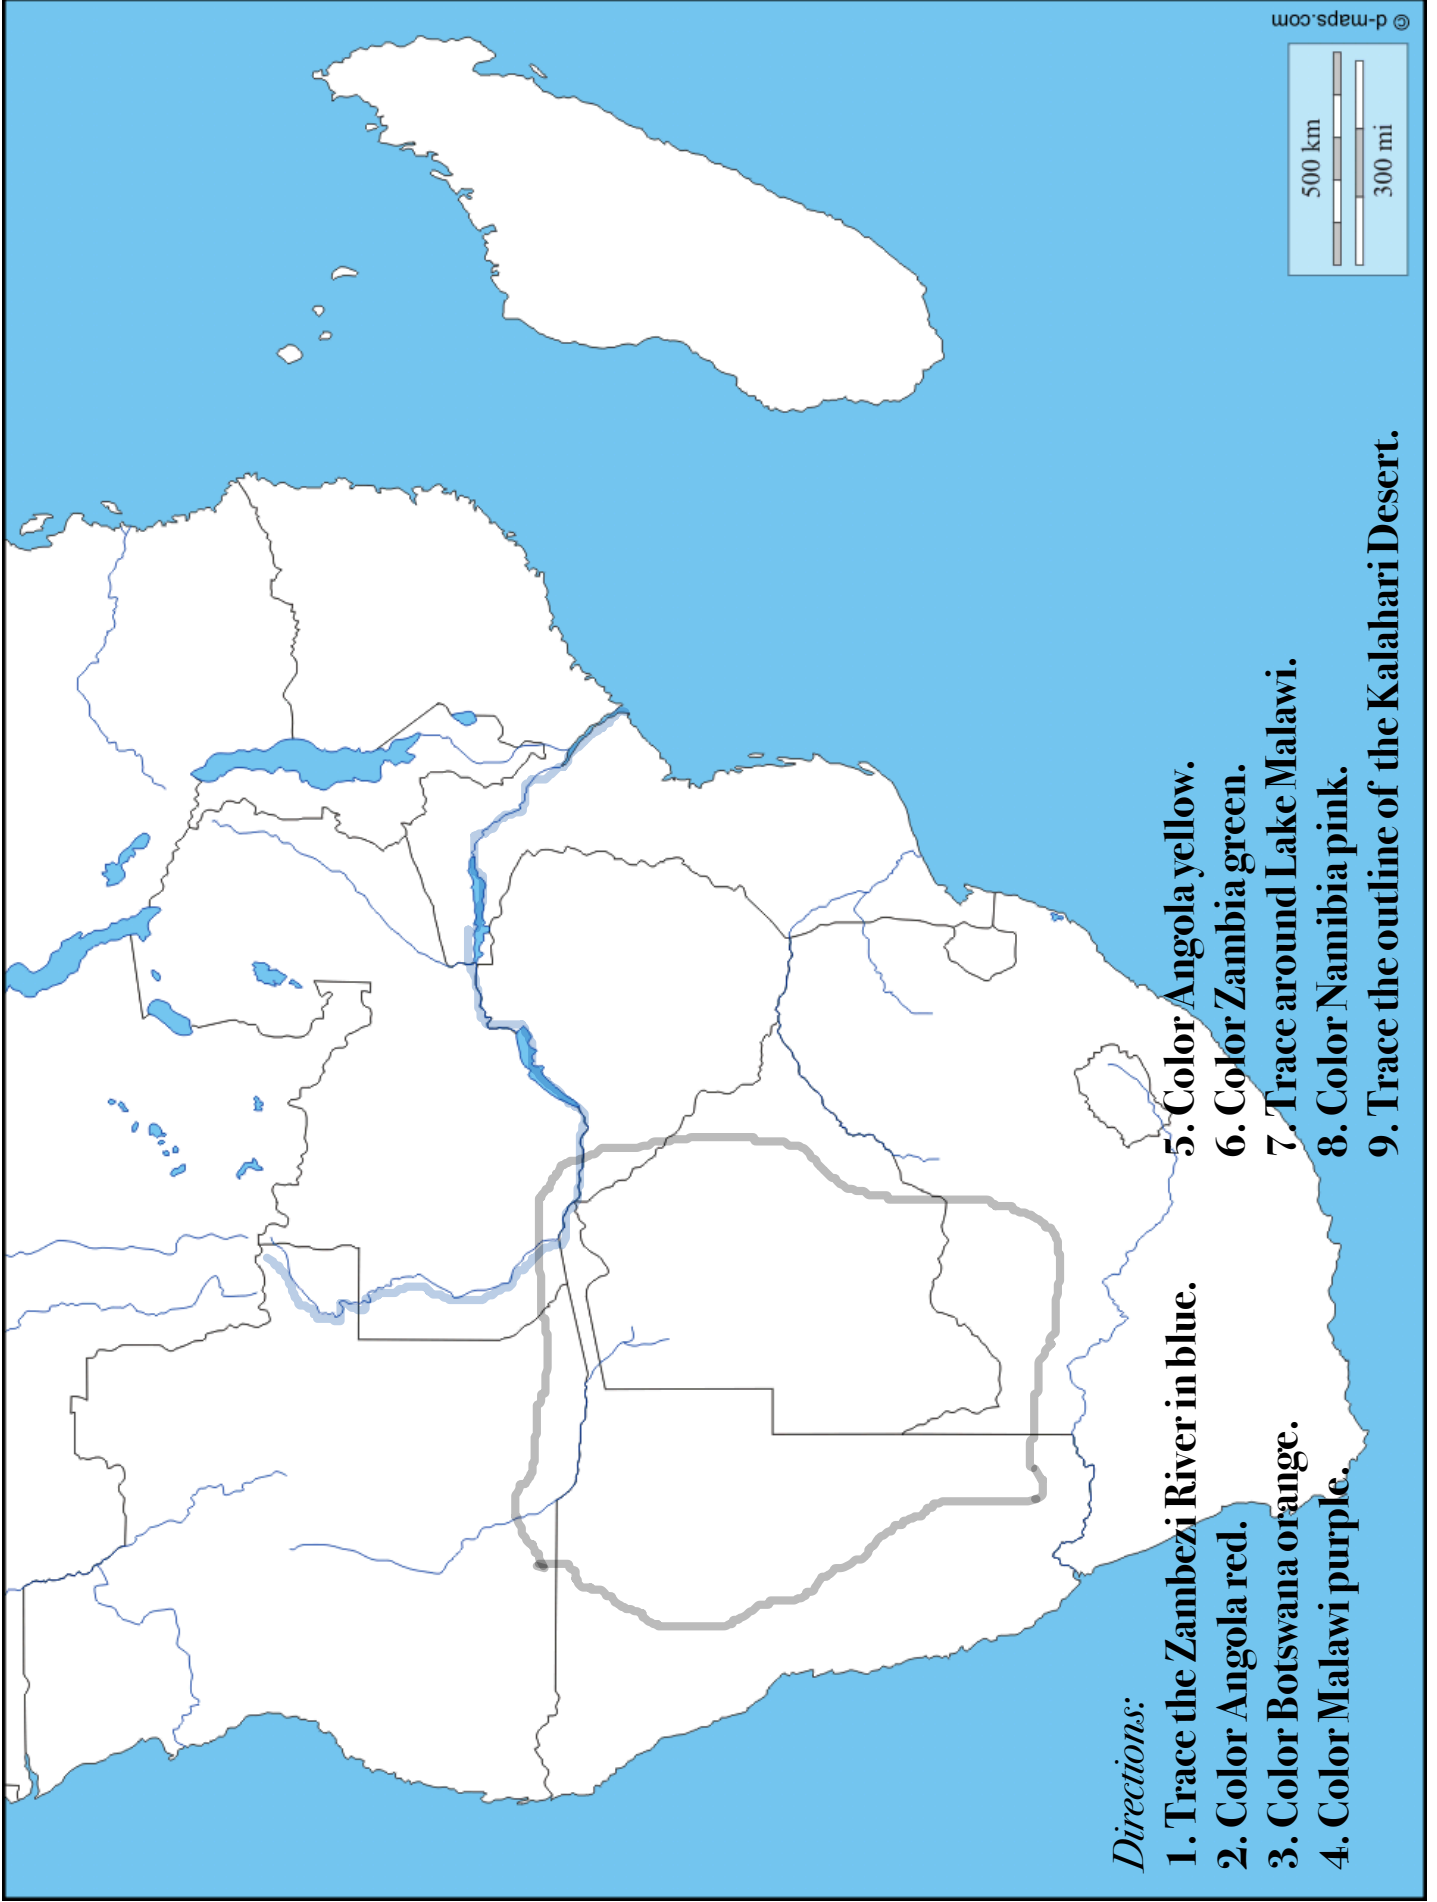 Directions:
1. Trace the Zambezi River in blue.
2. Color Angola red.
3. Color Botswana orange.
4. Color Malawi purple.
5. Color Angola yellow.
6. Color Zambia green.
7. Trace around Lake Malawi.
8. Color Namibia pink.
9. Trace the outline of the Kalahari Desert.
500 km
300 mi
© d-maps.com